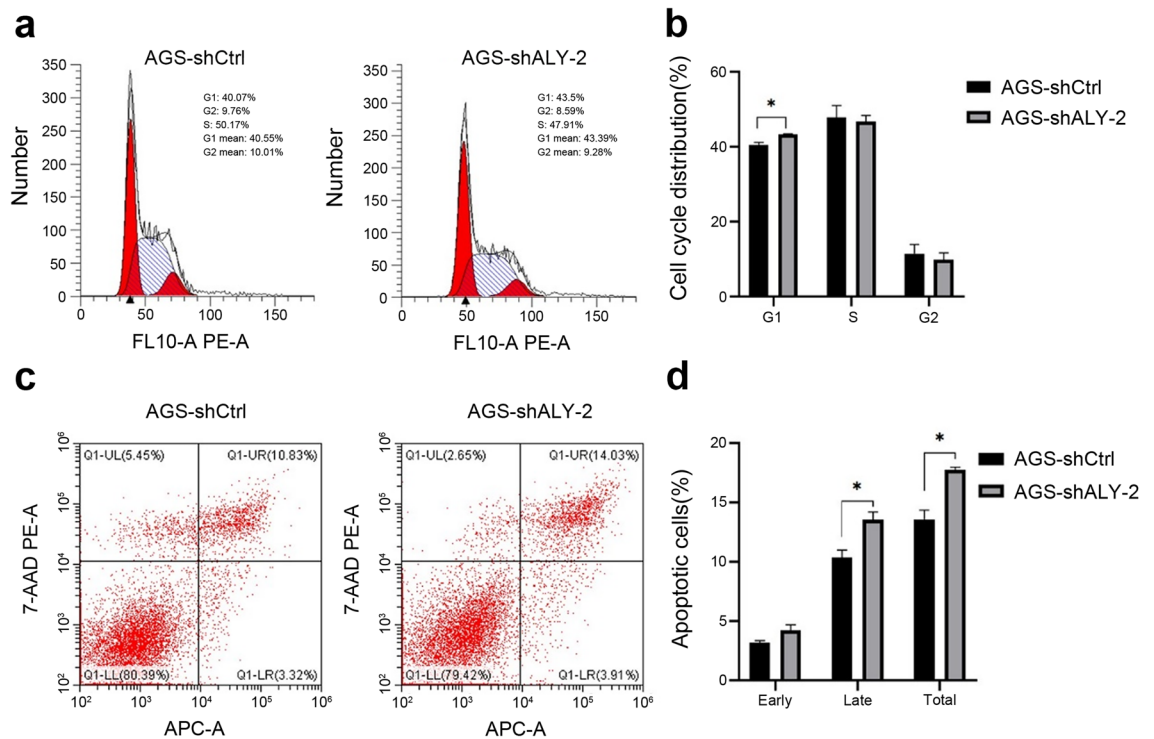 a
AGS-shCtrl
350
300
250
200
150
100
50
0
Number
G1: 40.07%
G2: 9.76%
S: 50.17%
G1 mean: 40.55%
G2 mean: 10.01%
0
50
100
150
FL10-A PE-A
AGS-shALY-2
350
300
250
200
150
100
50
0
Number
G1: 43.5%
G2: 8.59%
S: 47.91%
G1 mean: 43.39%
G2 mean: 9.28%
0
50
100
150
FL10-A PE-A
b
Cell cycle distribution(%)
60
40
20
0
*
G1
S
G2
AGS-shCtrl
AGS-shALY-2
c
AGS-shCtrl
7-AAD PE-A
10⁶
10⁵
10⁴
10³
10²
Q1-UL(5.45%)
Q1-UR(10.83%)
Q1-LL(80.39%)
Q1-LR(3.32%)
10²
10³
10⁴
10⁵
10⁶
APC-A
AGS-shALY-2
7-AAD PE-A
10⁶
10⁵
10⁴
10³
10²
Q1-UL(2.65%)
Q1-UR(14.03%)
Q1-LL(79.42%)
Q1-LR(3.91%)
10²
10³
10⁴
10⁵
10⁶
APC-A
d
Apoptotic cells(%)
20
15
10
5
0
*
*
Early
Late
Total
AGS-shCtrl
AGS-shALY-2